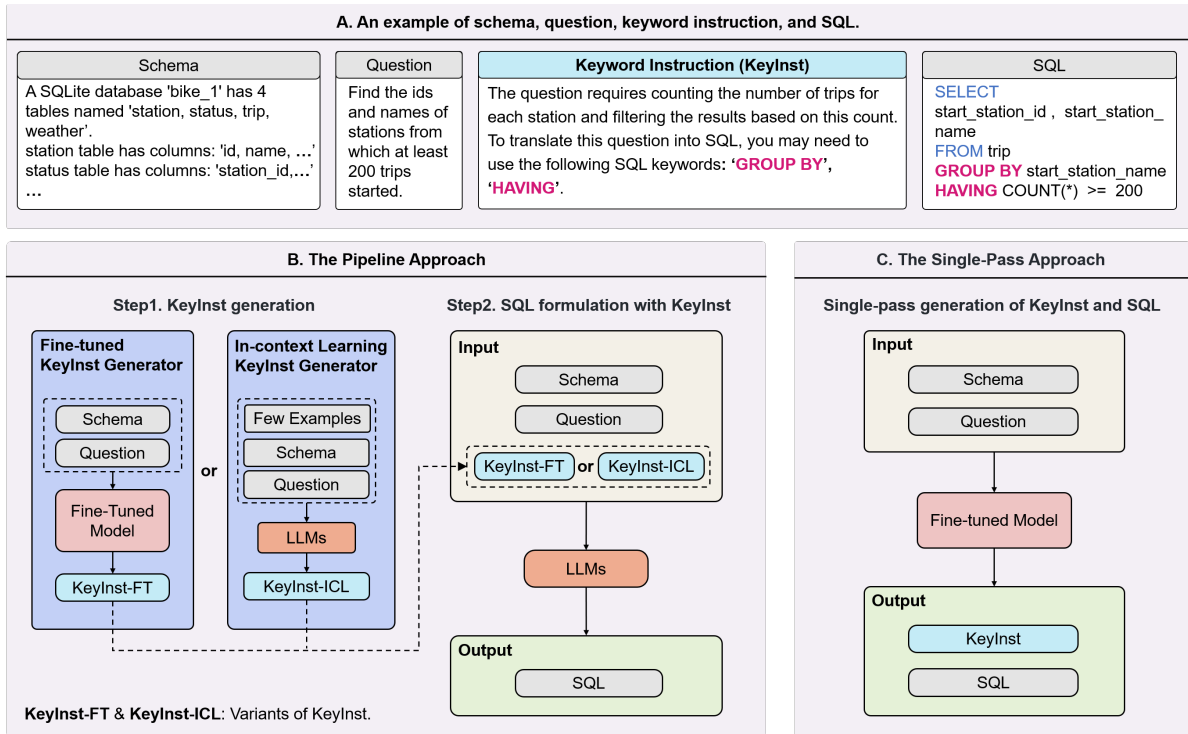 A. An example of schema, question, keyword instruction, and SQL.
Schema
A SQLite database 'bike_1' has 4
tables named 'station, status, trip,
weather’.
station table has columns: 'id, name, ...’
status table has columns: 'station_id,...’
...
Question
Find the ids
and names of
stations from
which at least
200 trips
started.
Keyword Instruction (KeyInst)
The question requires counting the number of trips for
each station and filtering the results based on this count.
To translate this question into SQL, you may need to
use the following SQL keywords: ‘GROUP BY’,
‘HAVING’.
SQL
SELECT
start_station_id , start_station_
name
FROM trip
GROUP BY start_station_name
HAVING COUNT(*) >= 200
B. The Pipeline Approach
Step1. KeyInst generation
Fine-tuned
KeyInst Generator
Schema
Question
Fine-Tuned
Model
KeyInst-FT
or
In-context Learning
KeyInst Generator
Few Examples
Schema
Question
LLMs
KeyInst-ICL
Step2. SQL formulation with KeyInst
Input
Schema
Question
KeyInst-FT or KeyInst-ICL
LLMs
Output
SQL
KeyInst-FT & KeyInst-ICL: Variants of KeyInst.
C. The Single-Pass Approach
Single-pass generation of KeyInst and SQL
Input
Schema
Question
Fine-tuned Model
Output
KeyInst
SQL